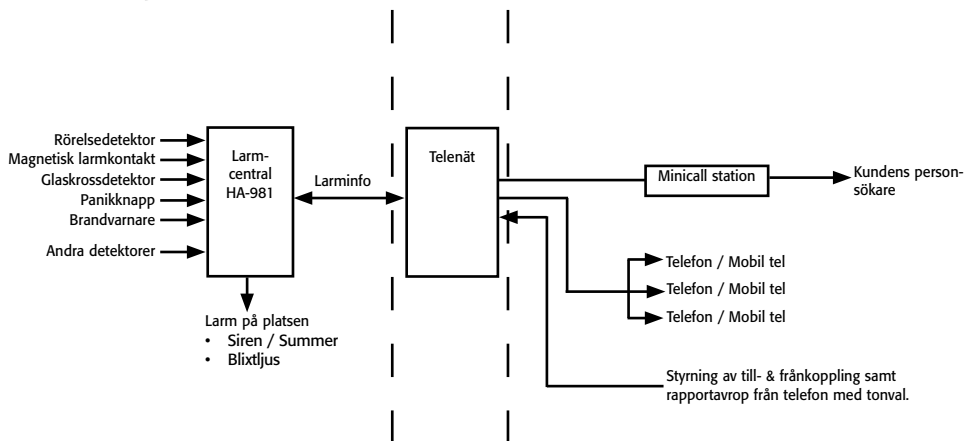 Rörelsedetektor
Magnetisk larmkontakt
Glaskrossdetektor
Panikknapp
Brandvarnare
Andra detektorer
Larm-
central
HA-981
Larminfo
Telenät
Minicall station
Kundens person-
sökare
Telefon / Mobil tel
Telefon / Mobil tel
Telefon / Mobil tel
Larm på platsen
• Siren / Summer
• Blixtljus
Styrning av till- & frånkoppling samt
rapportavrop från telefon med tonval.